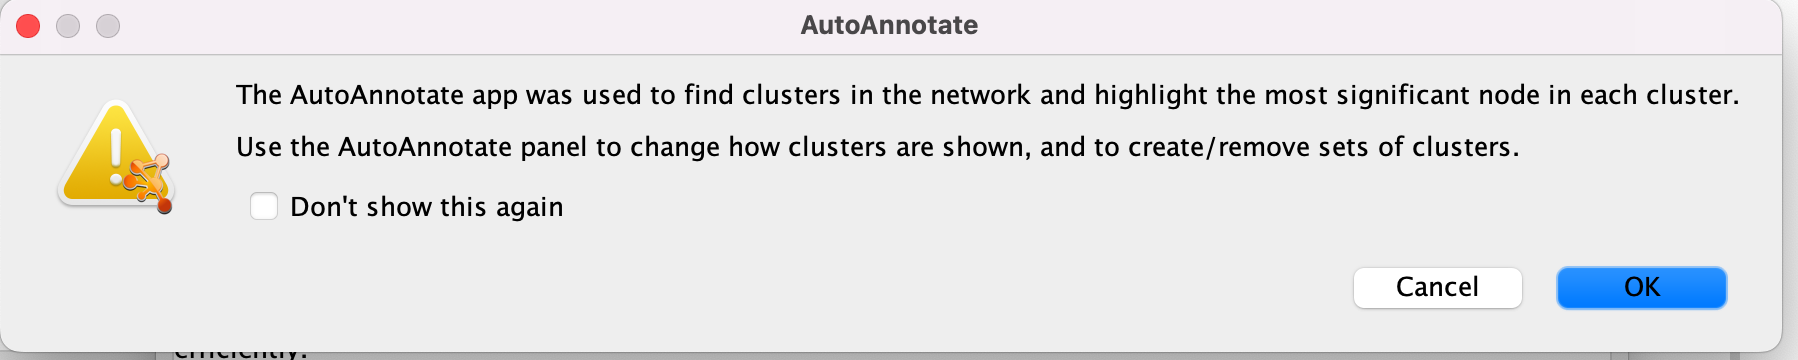 AutoAnnotate
The AutoAnnotate app was used to find clusters in the network and highlight the most significant node in each cluster.
Use the AutoAnnotate panel to change how clusters are shown, and to create/remove sets of clusters.
Don't show this again
Cancel
OK
efficiently.